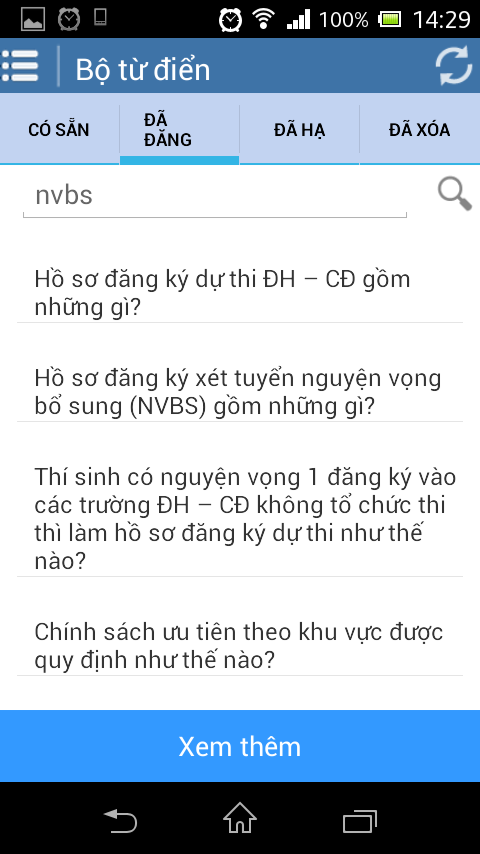 100% 14:29
Bộ từ điển
CÓ SẴN
ĐÃ
ĐĂNG
ĐÃ HẠ
ĐÃ XÓA
nvbs
Hồ sơ đăng ký dự thi ĐH – CĐ gồm
những gì?
Hồ sơ đăng ký xét tuyển nguyện vọng
bổ sung (NVBS) gồm những gì?
Thí sinh có nguyện vọng 1 đăng ký vào
các trường ĐH – CĐ không tổ chức thi
thì làm hồ sơ đăng ký dự thi như thế
nào?
Chính sách ưu tiên theo khu vực được
quy định như thế nào?
Xem thêm